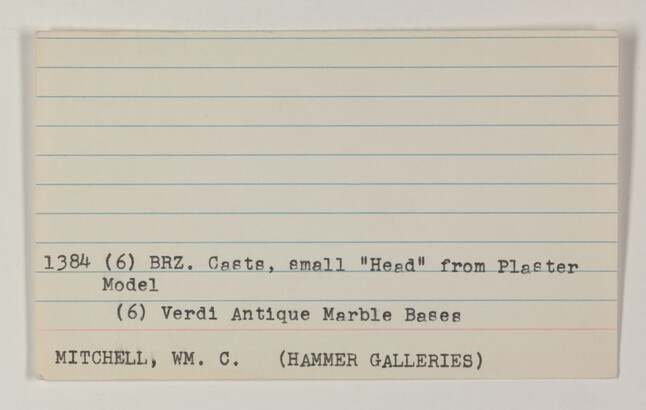 1384 (6) BRZ. Casts, small "Head" from Plaster
Model
(6) Verdi Antique Marble Bases
MITCHELL, WM. C. (HAMMER GALLERIES)